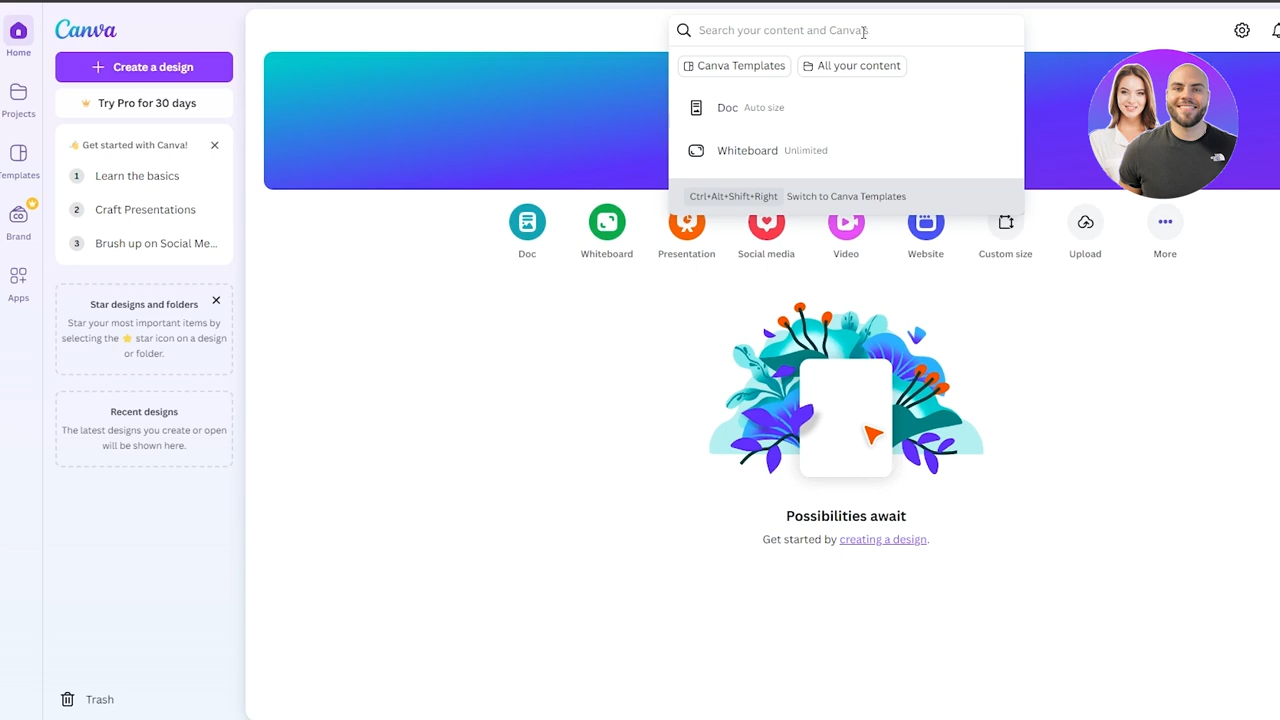 Home
Projects
Templates
Brand
Apps
Canva
Create a design
Try Pro for 30 days
Get started with Canva!
1 Learn the basics
2 Craft Presentations
3 Brush up on Social Me...
Star designs and folders
Star your most important items by
selecting the ⭐ star icon on a design
or folder.
Recent designs
The latest designs you create or open
will be shown here.
Trash
Search your content and Canva's
Canva Templates
All your content
Doc Auto size
Whiteboard Unlimited
Ctrl+Alt+Shift+Right Switch to Canva Templates
Doc
Whiteboard
Presentation
Social media
Video
Website
Custom size
Upload
More
Possibilities await
Get started by creating a design.